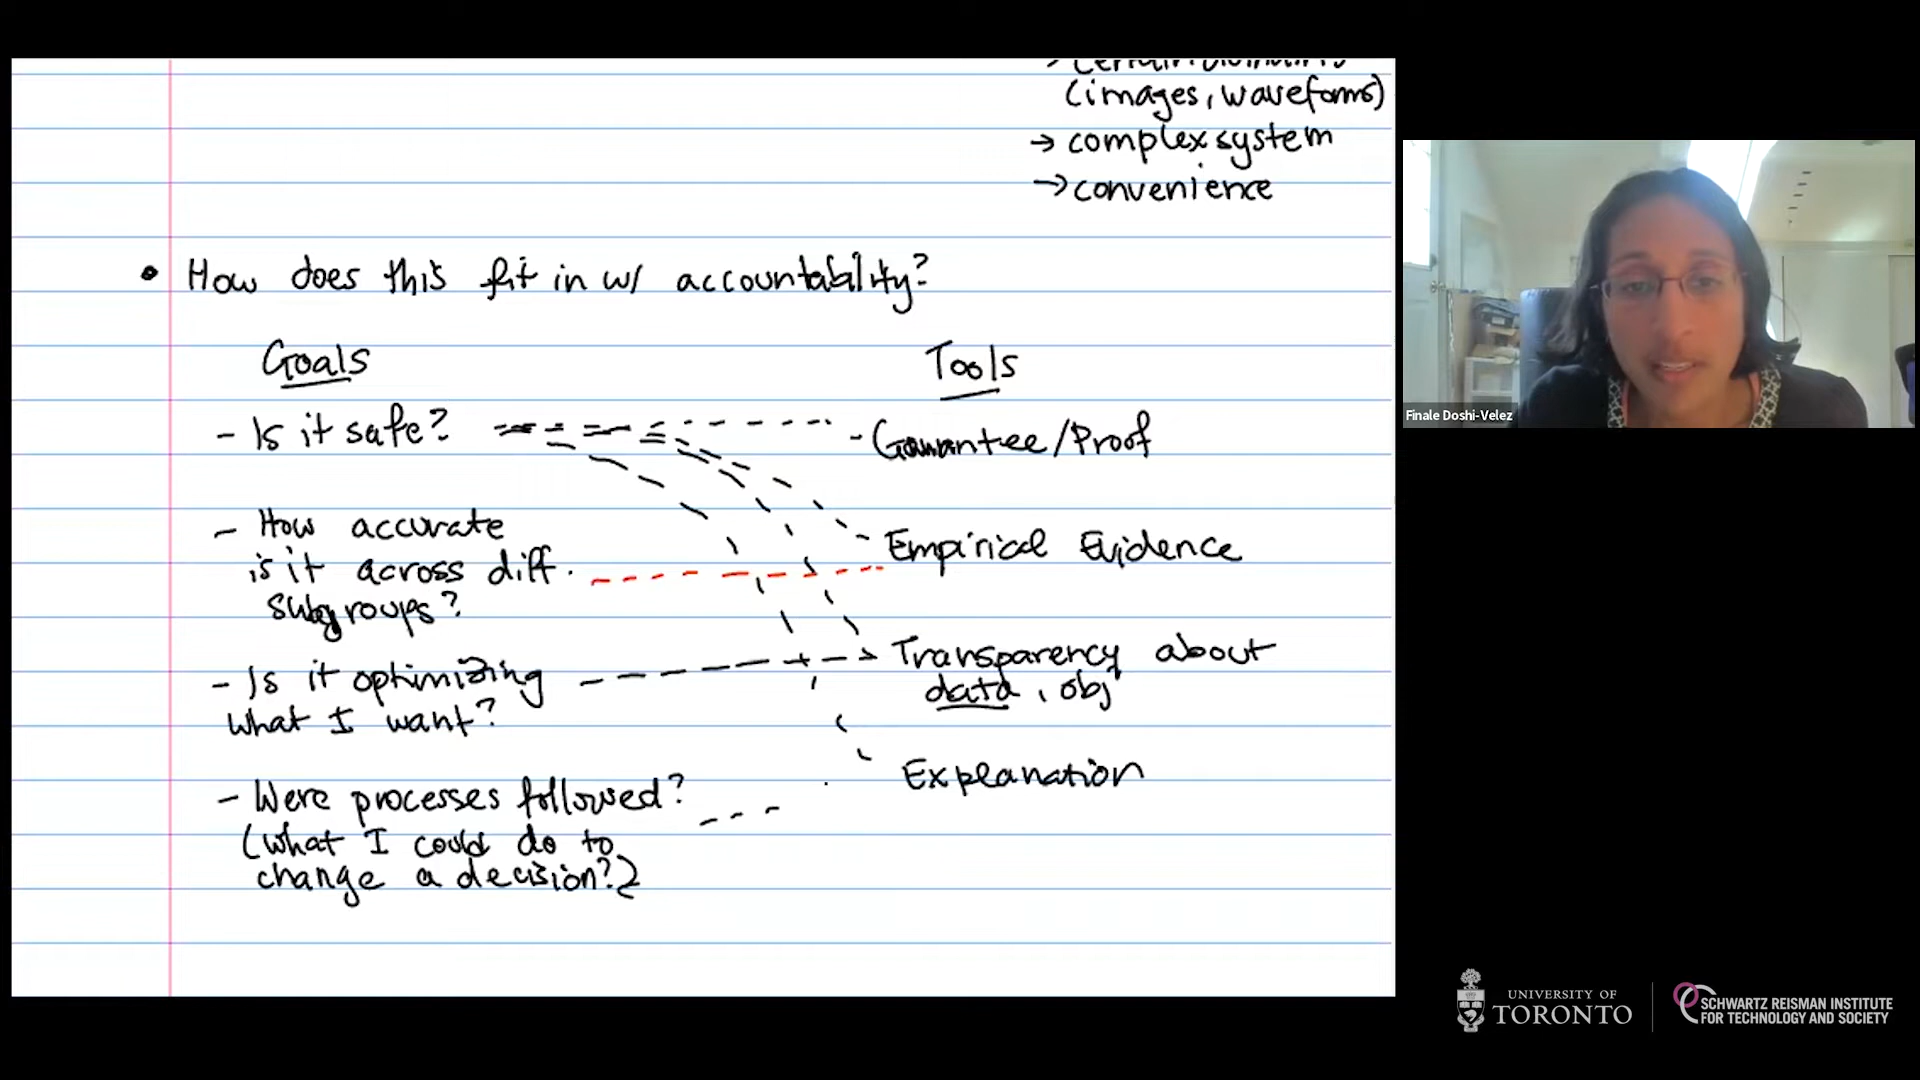 (images, waveforms)
→ complex system
→ convenience
• How does this fit in w/ accountability?
Goals
Tools
- Is it safe?
- Guarantee/Proof
- How accurate
is it across diff.
subgroups?
Empirical Evidence
- Is it optimizing
what I want?
Transparency about
data, obj
- Were processes followed?
(What I could do to
change a decision?)
Explanation
Finale Doshi-Velez
UNIVERSITY OF
TORONTO
SCHWARTZ REISMAN INSTITUTE
FOR TECHNOLOGY AND SOCIETY